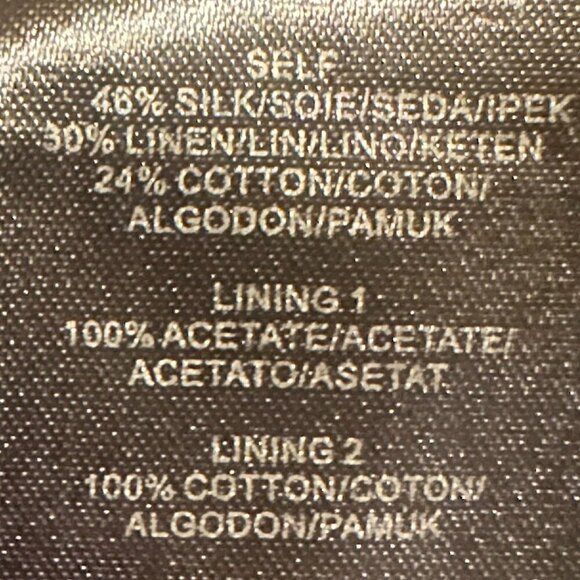 SELF
46% SILK/SOIE/SEDA/IPEK
30% LINEN/LIN/LINO/KETEN
24% COTTON/COTON/
ALGODON/PAMUK
LINING 1
100% ACETATE/ACETATE/
ACETATO/ASETAT
LINING 2
100% COTTON/COTON/
ALGODON/PAMUK